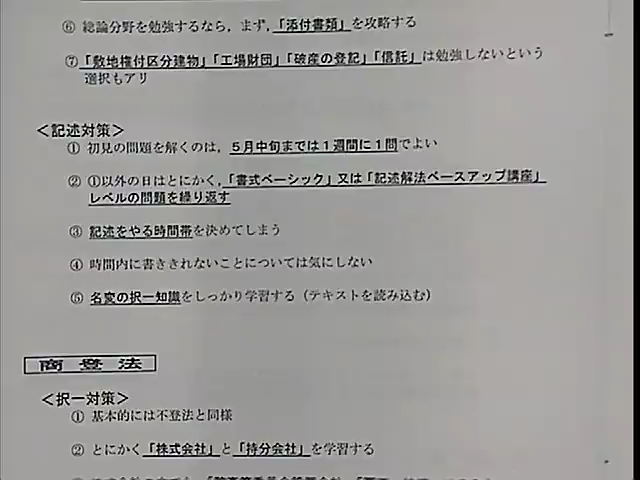 ⑥ 総論分野を勉強するなら，まず，「添付書類」を攻略する
⑦ 「敷地権付区分建物」「工場財団」「破産の登記」「信託」は勉強しないという
選択もアリ
＜記述対策＞
① 初見の問題を解くのは，５月中旬までは１週間に１問でよい
② ①以外の日はとにかく，「書式ベーシック」又は「記述解法ベースアップ講座」
レベルの問題を繰り返す
③ 記述をやる時間帯を決めてしまう
④ 時間内に書ききれないことについては気にしない
⑤ 名変の択一知識をしっかり学習する（テキストを読み込む）
商 登 法
＜択一対策＞
① 基本的には不登法と同様
② とにかく「株式会社」と「持分会社」を学習する